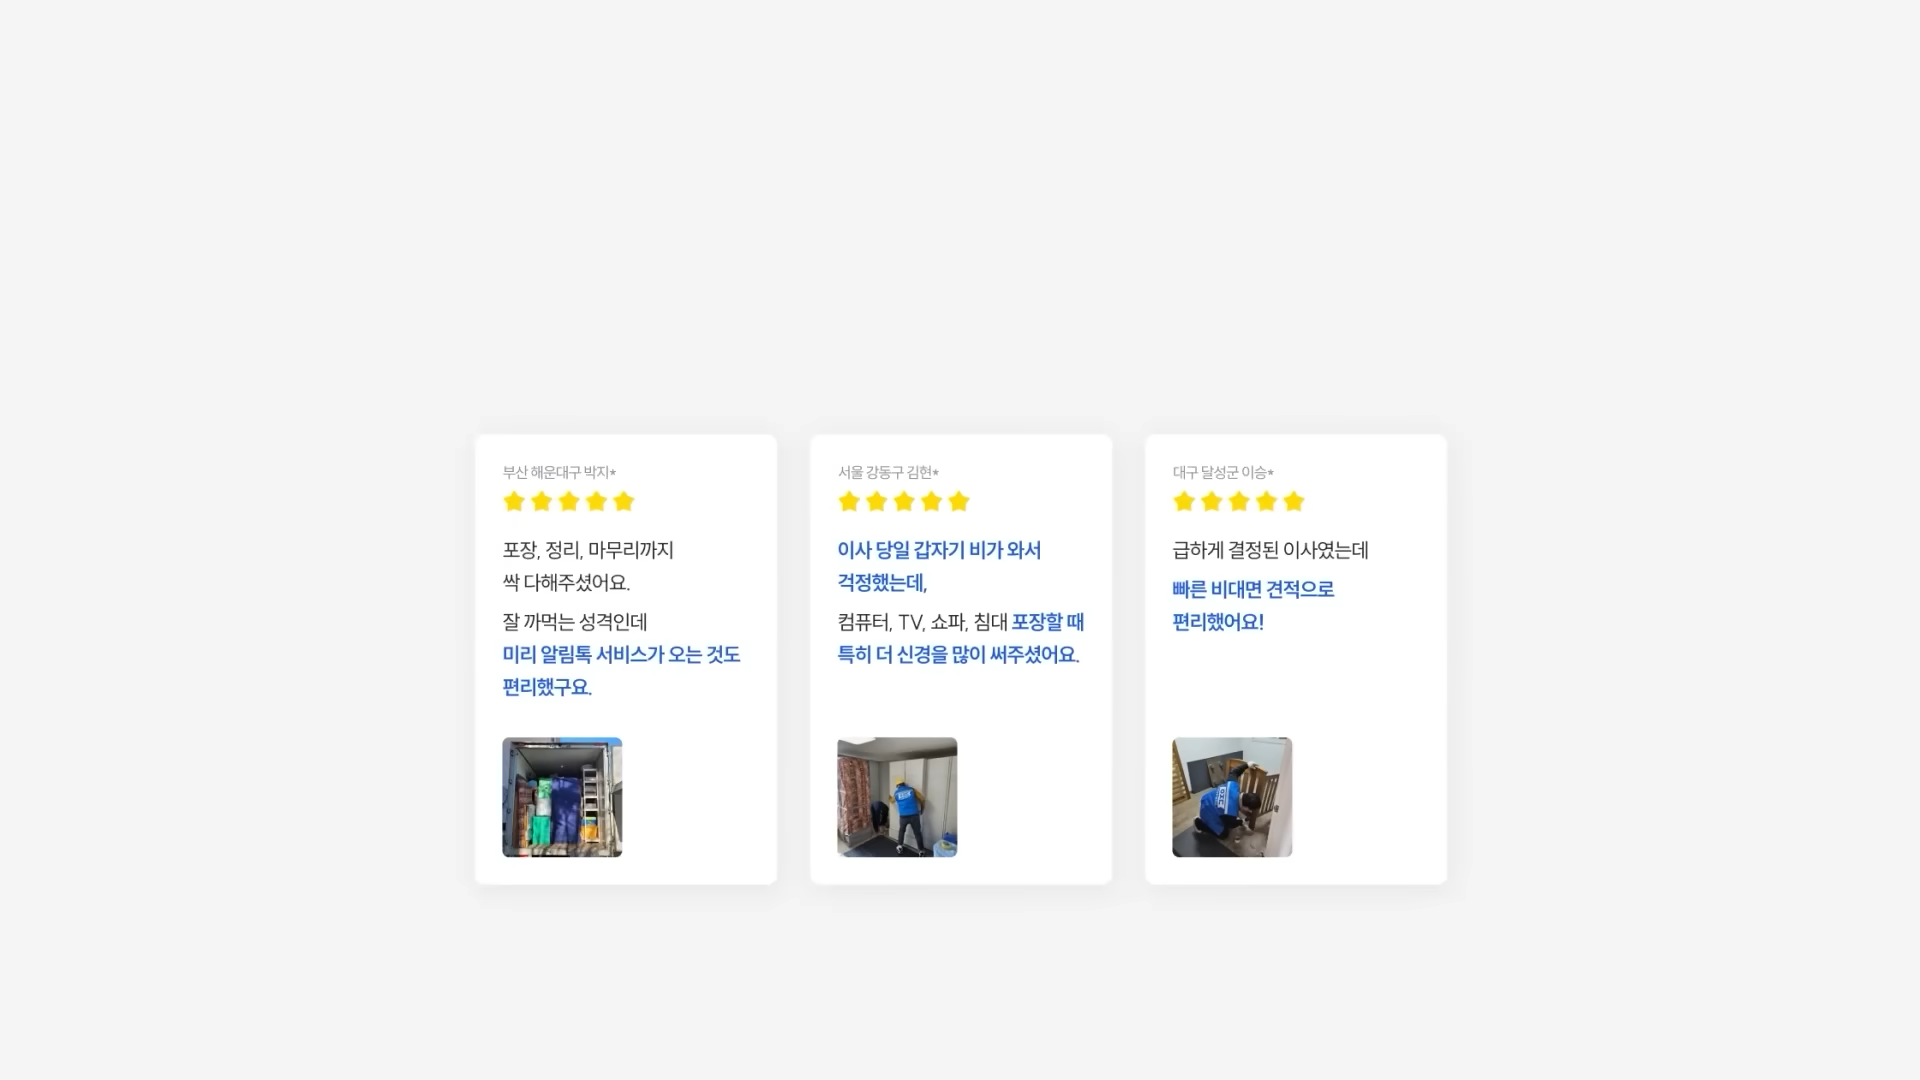 부산 해운대구 박지*
포장, 정리, 마무리까지
싹 다해주셨어요.
잘 까먹는 성격인데
미리 알림톡 서비스가 오는 것도
편리했구요.
서울 강동구 김현*
이사 당일 갑자기 비가 와서
걱정했는데,
컴퓨터, TV, 쇼파, 침대 포장할 때
특히 더 신경을 많이 써주셨어요.
대구 달성군 이승*
급하게 결정된 이사였는데
빠른 비대면 견적으로
편리했어요!